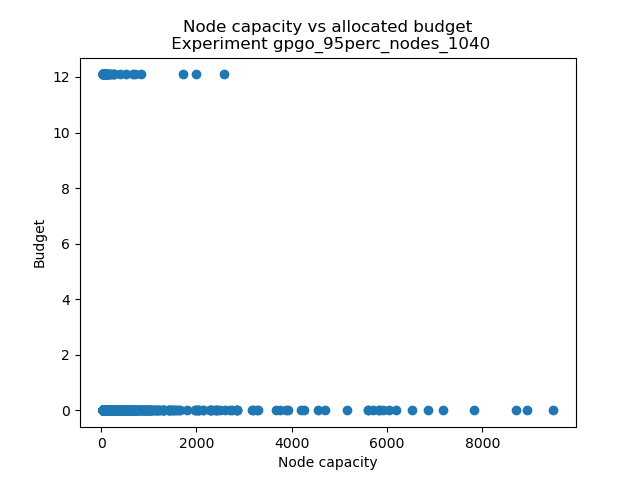 Node capacity vs allocated budget
Experiment gpgo_95perc_nodes_1040
12
10
8
6
4
2
0
Budget
0 2000 4000 6000 8000
Node capacity